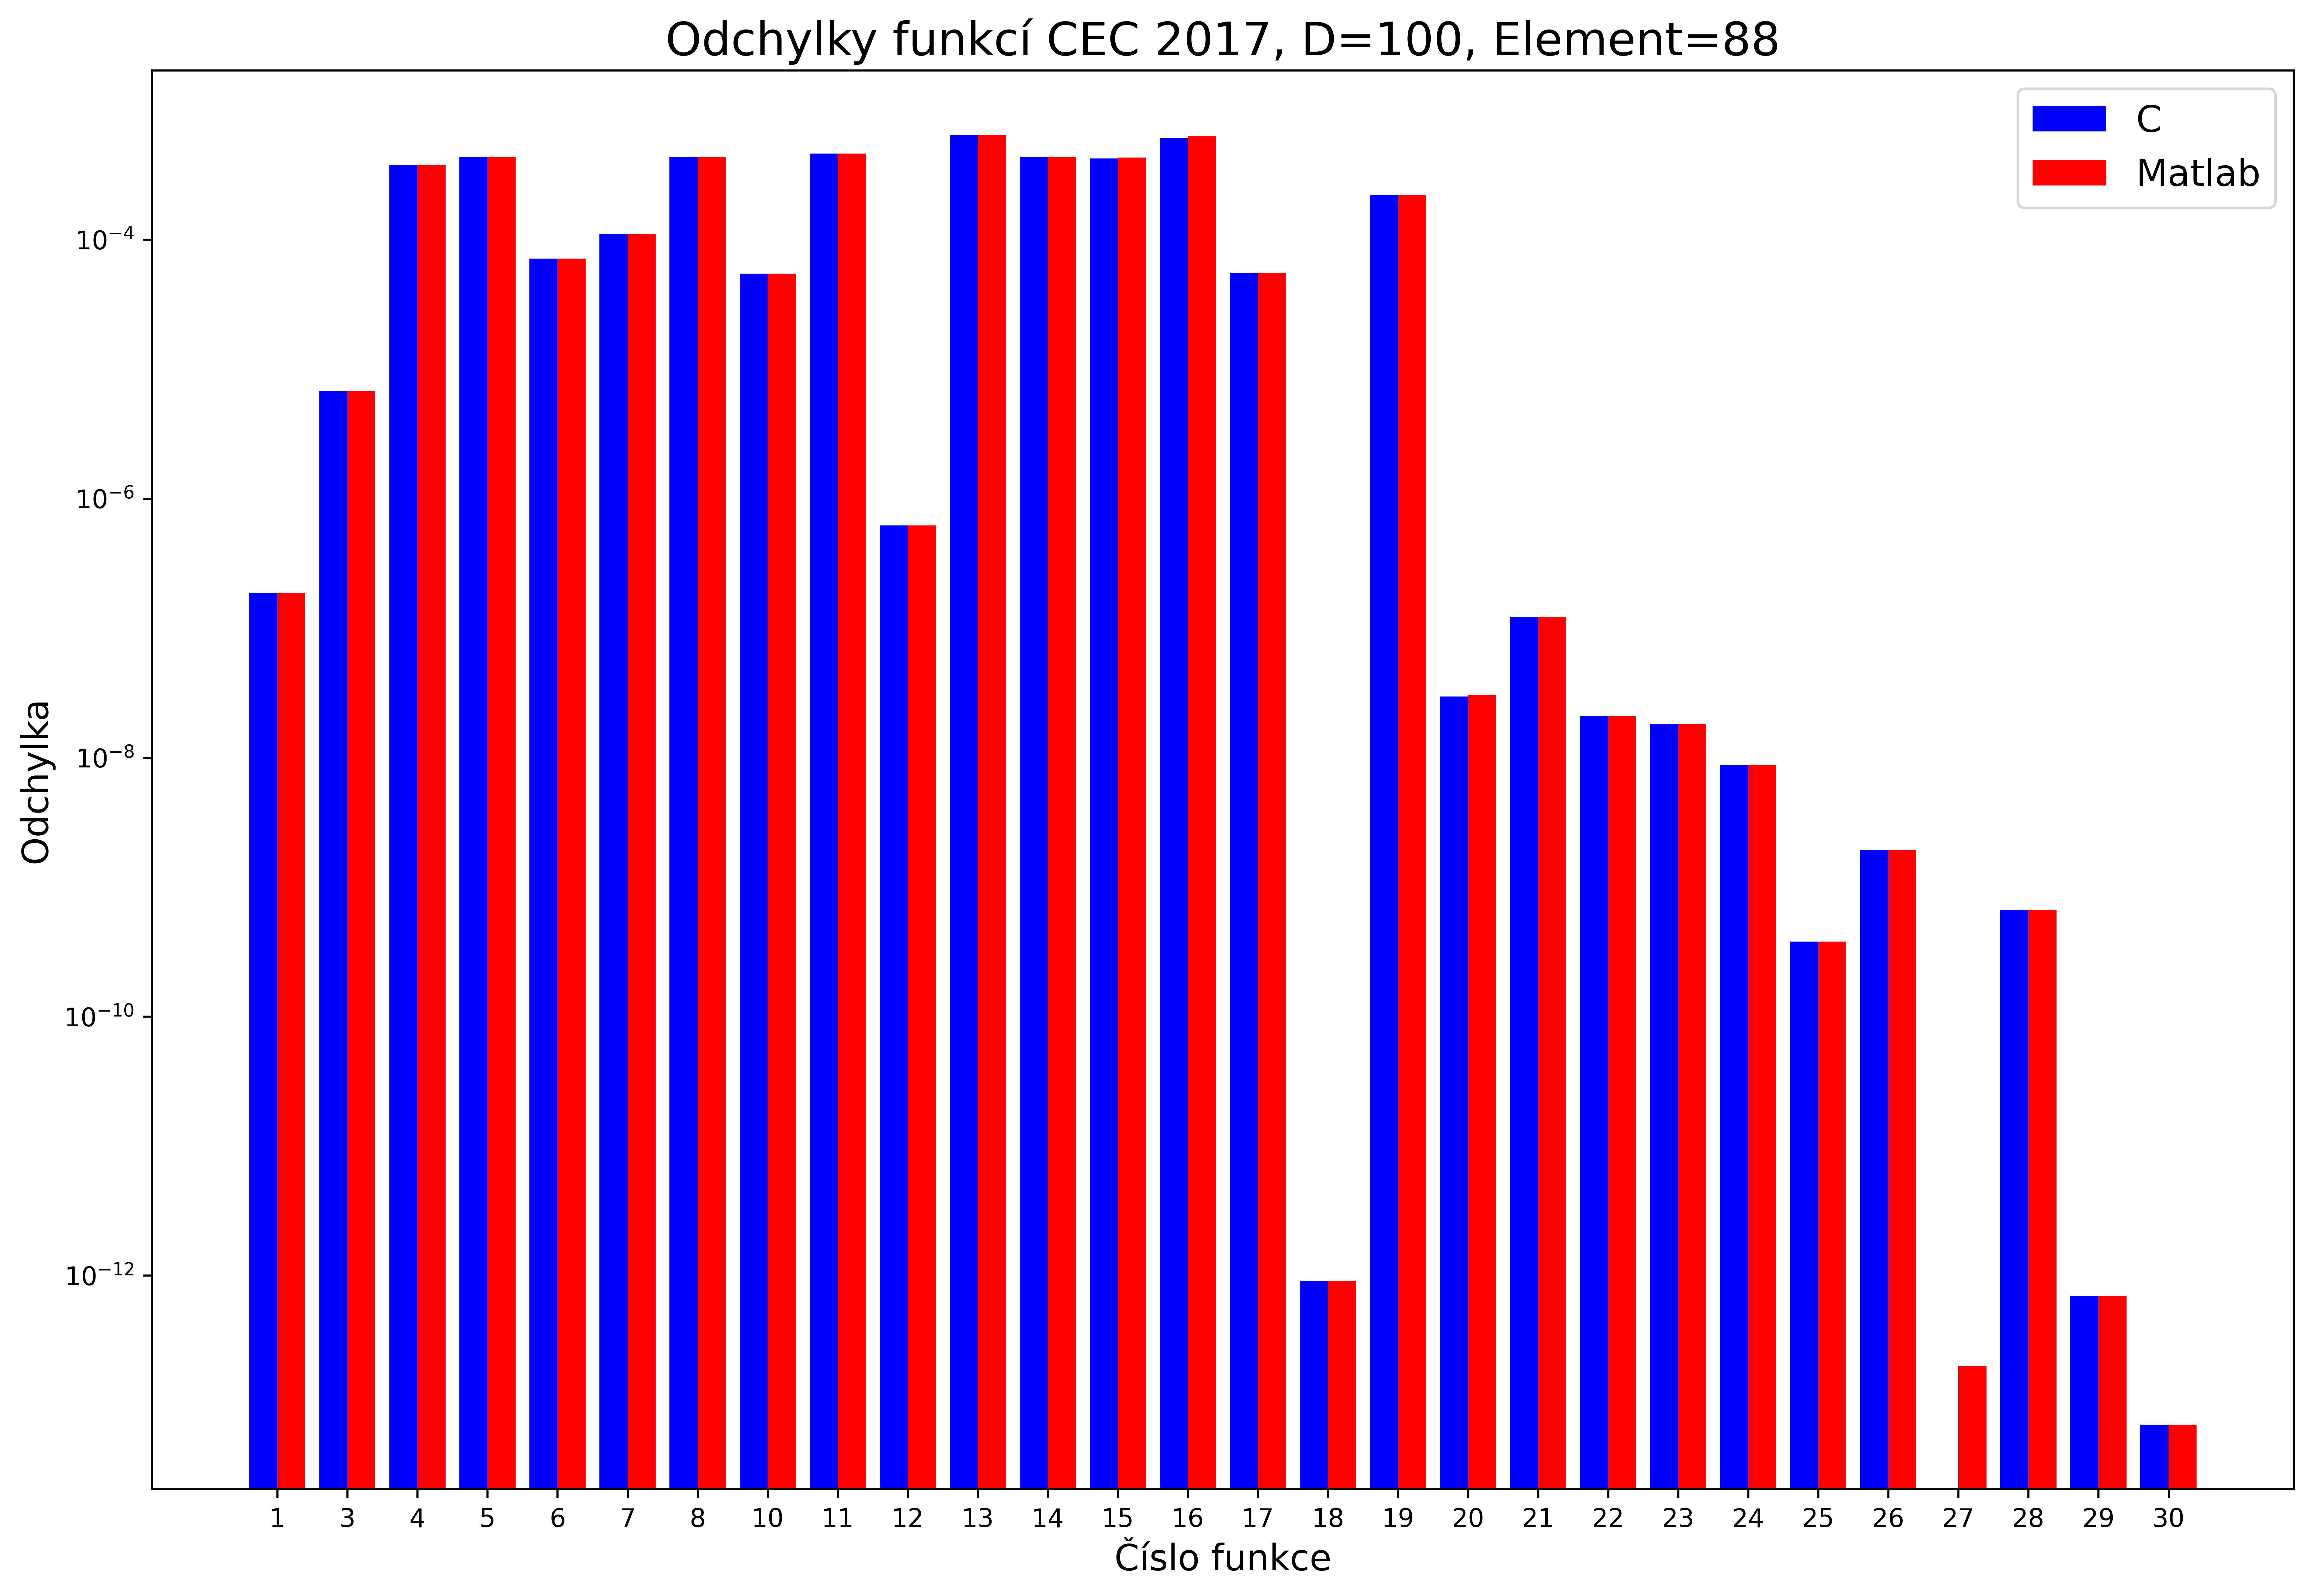 Odchylky funkcí CEC 2017, D=100, Element=88
C
Matlab
10⁻⁴
10⁻⁶
10⁻⁸
10⁻¹⁰
10⁻¹²
Odchylka
1 3 4 5 6 7 8 10 11 12 13 14 15 16 17 18 19 20 21 22 23 24 25 26 27 28 29 30
Číslo funkce